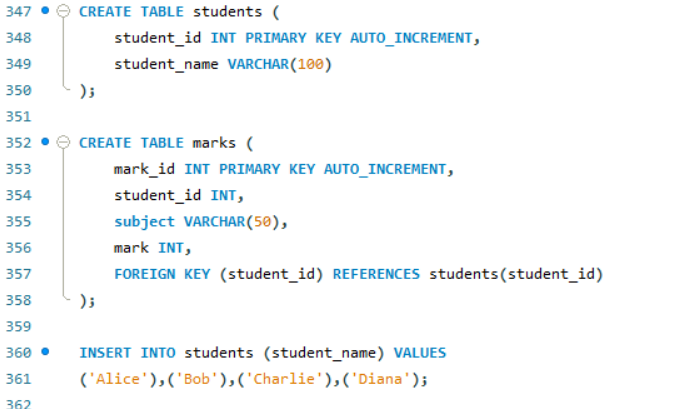 347 CREATE TABLE students (
348 student_id INT PRIMARY KEY AUTO_INCREMENT,
349 student_name VARCHAR(100)
350 );
351
352 CREATE TABLE marks (
353 mark_id INT PRIMARY KEY AUTO_INCREMENT,
354 student_id INT,
355 subject VARCHAR(50),
356 mark INT,
357 FOREIGN KEY (student_id) REFERENCES students(student_id)
358 );
359
360 INSERT INTO students (student_name) VALUES
361 ('Alice'),('Bob'),('Charlie'),('Diana');
362